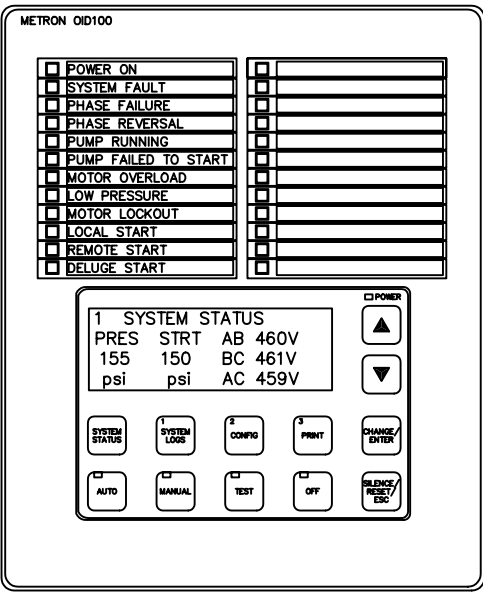 METRON OID100
POWER ON
SYSTEM FAULT
PHASE FAILURE
PHASE REVERSAL
PUMP RUNNING
PUMP FAILED TO START
MOTOR OVERLOAD
LOW PRESSURE
MOTOR LOCKOUT
LOCAL START
REMOTE START
DELUGE START
POWER
1 SYSTEM STATUS
PRES STRT AB 460V
155 150 BC 461V
psi psi AC 459V
SYSTEM
STATUS
1
SYSTEM
LOGS
2
CONFIG
3
PRINT
CHANGE/
ENTER
AUTO
MANUAL
TEST
OFF
SILENCE/
RESET/
ESC